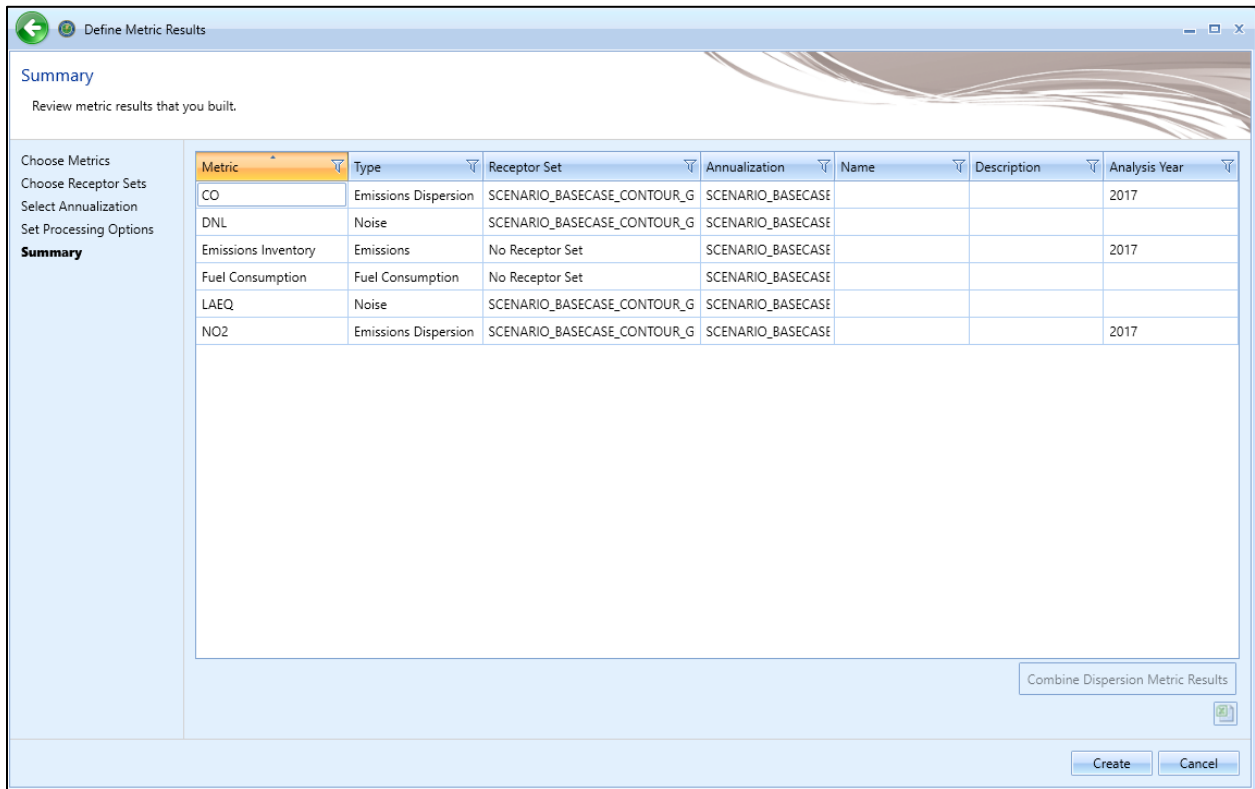 Define Metric Results
Summary
Review metric results that you built.
Choose Metrics
Choose Receptor Sets
Select Annualization
Set Processing Options
Summary
Metric Type Receptor Set Annualization Name Description Analysis Year
CO Emissions Dispersion SCENARIO_BASECASE_CONTOUR_G SCENARIO_BASECASE 2017
DNL Noise SCENARIO_BASECASE_CONTOUR_G SCENARIO_BASECASE
Emissions Inventory Emissions No Receptor Set SCENARIO_BASECASE 2017
Fuel Consumption Fuel Consumption No Receptor Set SCENARIO_BASECASE
LAEQ Noise SCENARIO_BASECASE_CONTOUR_G SCENARIO_BASECASE
NO2 Emissions Dispersion SCENARIO_BASECASE_CONTOUR_G SCENARIO_BASECASE 2017
Combine Dispersion Metric Results
Create Cancel